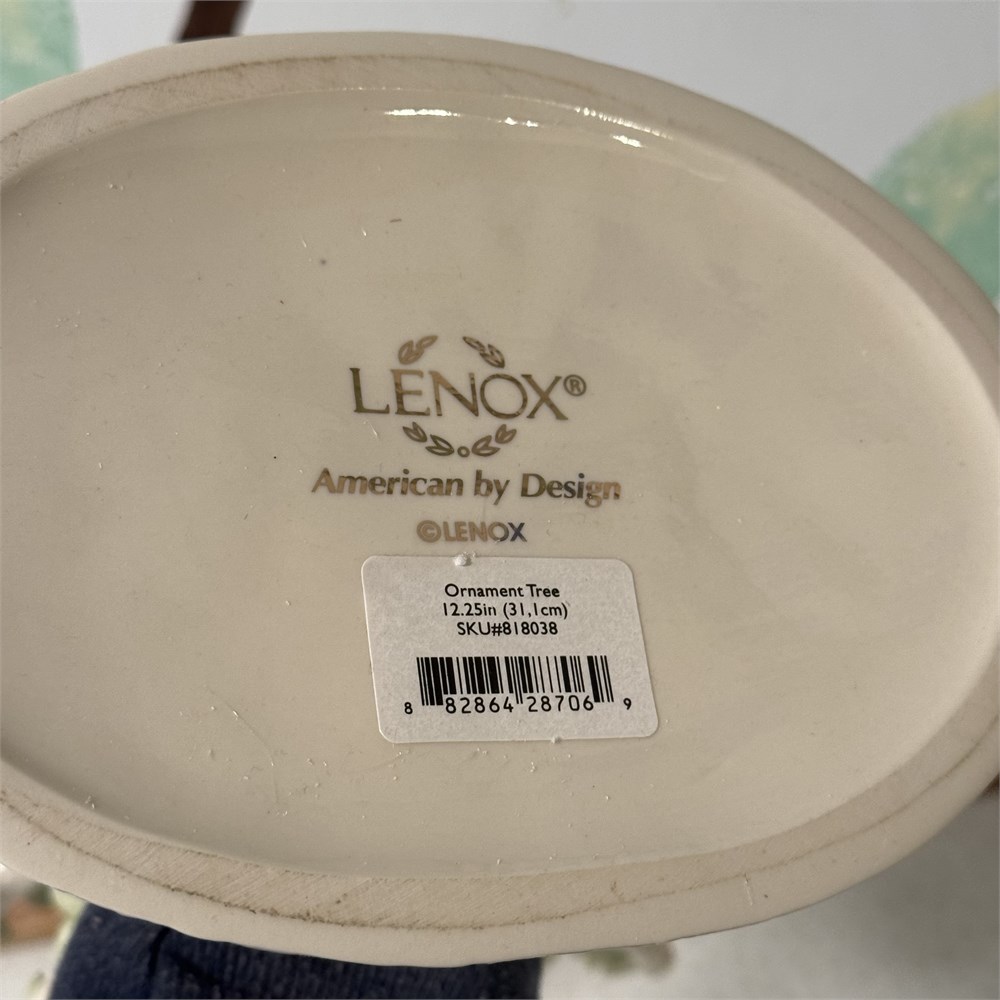 LENOX®
American by Design
©LENOX
Ornament Tree
12.25in (31,1cm)
SKU#818038
8 82864 28706 9